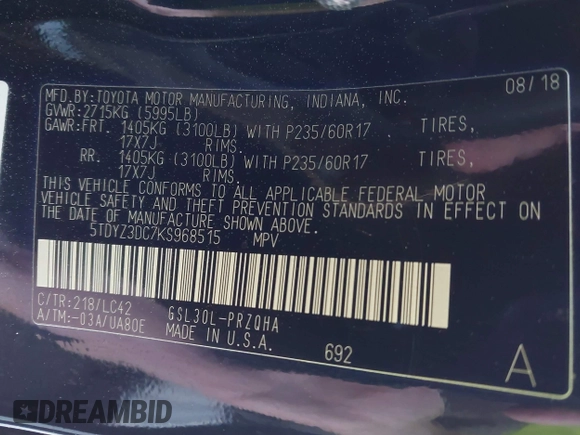 MFD.BY:TOYOTA MOTOR MANUFACTURING, INDIANA, INC. 08/18
GVWR:2715KG (5995LB)
GAWR:FRT. 1405KG (3100LB) WITH P235/60R17 TIRES,
17X7J RIMS.
RR. 1405KG (3100LB) WITH P235/60R17 TIRES,
17X7J RIMS.
THIS VEHICLE CONFORMS TO ALL APPLICABLE FEDERAL MOTOR
VEHICLE SAFETY AND THEFT PREVENTION STANDARDS IN EFFECT ON
THE DATE OF MANUFACTURE SHOWN ABOVE.
5TDYZ3DC7KS968515 MPV
C/TR:218/LC42 GSL30L-PRZQHA
A/TM:-03A/UA80E MADE IN U.S.A.
692 A
DREAMBID